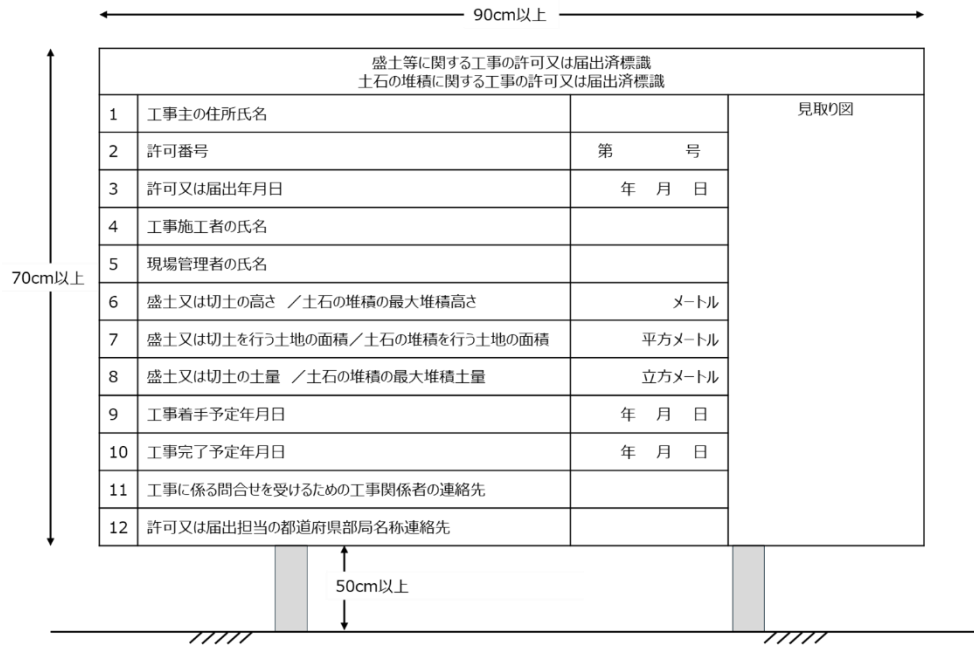 90cm以上
盛土等に関する工事の許可又は届出済標識
土石の堆積に関する工事の許可又は届出済標識
見取り図
1 工事主の住所氏名
2 許可番号 第 号
3 許可又は届出年月日 年 月 日
4 工事施工者の氏名
5 現場管理者の氏名
70cm以上
6 盛土又は切土の高さ ／土石の堆積の最大堆積高さ メートル
7 盛土又は切土を行う土地の面積／土石の堆積を行う土地の面積 平方メートル
8 盛土又は切土の土量 ／土石の堆積の最大堆積土量 立方メートル
9 工事着手予定年月日 年 月 日
10 工事完了予定年月日 年 月 日
11 工事に係る問合せを受けるための工事関係者の連絡先
12 許可又は届出担当の都道府県部局名称連絡先
50cm以上